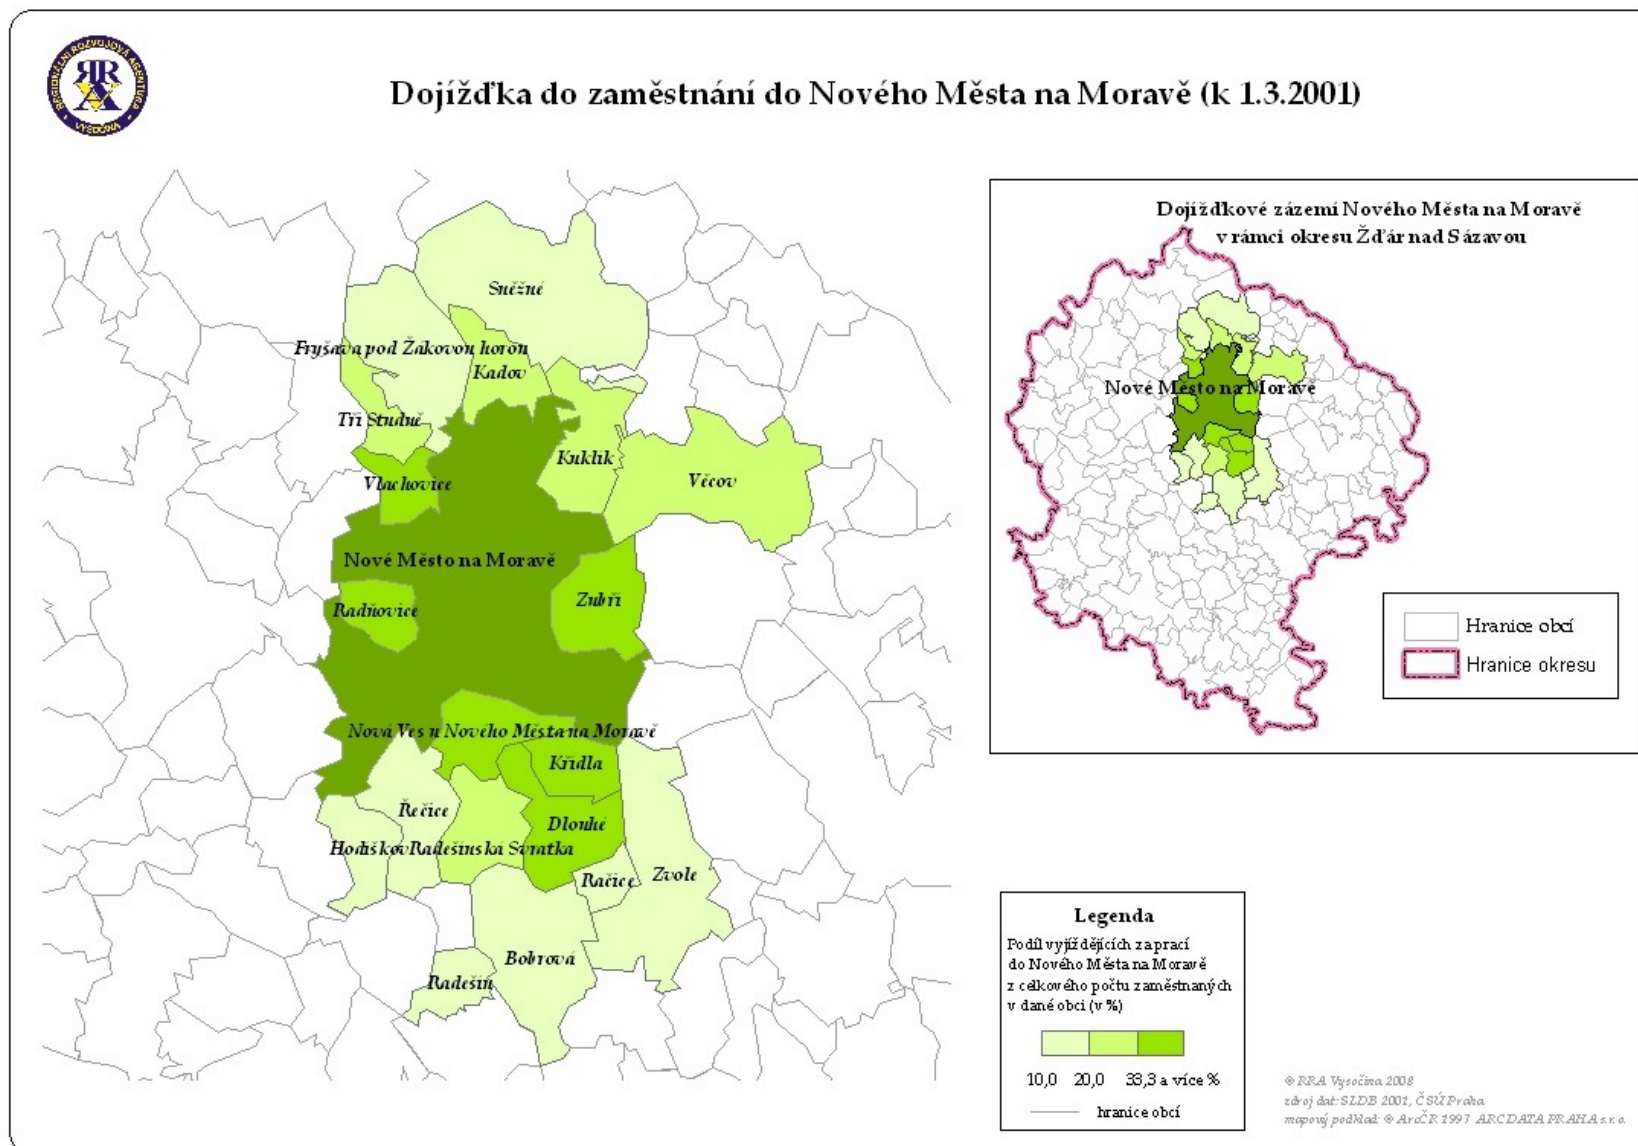 REGIONÁLNÍ ROZVOJOVÁ AGENTURA
RRA
VYSOČINA
Dojížďka do zaměstnání do Nového Města na Moravě (k 1.3.2001)
Sněžné
Fryšava pod Žákovou horou
Kadov
Tři Studně
Kuklík
Vlachovice
Věcov
Nové Město na Moravě
Radňovice
Zubří
Nová Ves u Nového Města na Moravě
Křídla
Řečice
Dlouhé
Hodíškov
Radešínská Svratka
Račice
Zvole
Bobrová
Radešín
Dojížďkové zázemí Nového Města na Moravě
v rámci okresu Žďár nad Sázavou
Nové Město na Moravě
Hranice obcí
Hranice okresu
Legenda
Podíl vyjíždějících za prací
do Nového Města na Moravě
z celkového počtu zaměstnaných
v dané obci (v %)
10,0 20,0 33,3 a více %
hranice obcí
© RRA Vysočina 2008
zdroj dat: SLDB 2001, ČSÚ Praha
mapový podklad: © ArcČR 1997 ARCDATA PRAHA s.r.o.